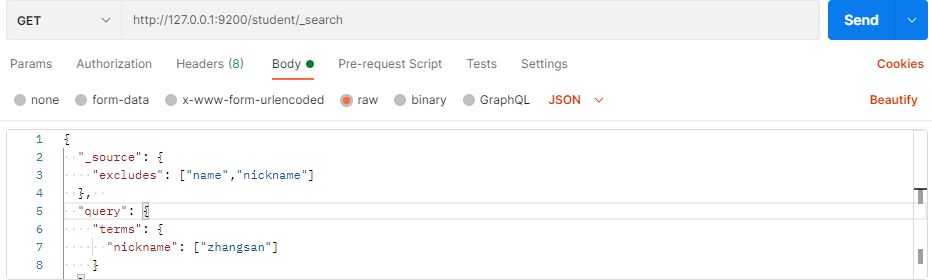 GET http://127.0.0.1:9200/student/_search Send
Params Authorization Headers (8) Body Pre-request Script Tests Settings Cookies
none form-data x-www-form-urlencoded raw binary GraphQL JSON Beautify
1 {
2 "_source": {
3 "excludes": ["name","nickname"]
4 },
5 "query": {
6 "terms": {
7 "nickname": ["zhangsan"]
8 }